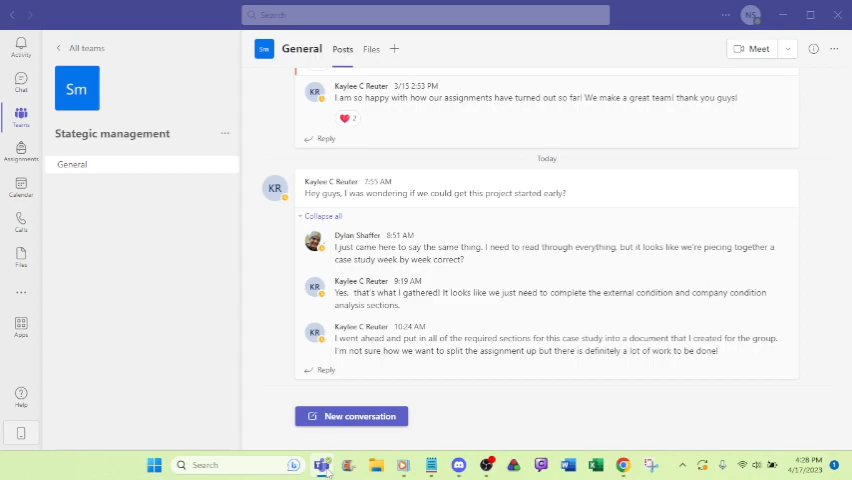 Search
NS
Activity
Chat
Teams
Assignments
Calendar
Calls
Files
Apps
Help
All teams
Sm
Stategic management
General
Sm
General
Posts
Files
Meet
Kaylee C Reuter 3/15 2:53 PM
KR
I am so happy with how our assignments have turned out so far! We make a great team! thank you guys!
2
Reply
Today
Kaylee C Reuter 7:55 AM
KR
Hey guys, I was wondering if we could get this project started early?
Collapse all
Dylan Shaffer 8:51 AM
I just came here to say the same thing. I need to read through everything, but it looks like we're piecing together a
case study week by week correct?
Kaylee C Reuter 9:19 AM
KR
Yes, that's what I gathered! It looks like we just need to complete the external condition and company condition
analysis sections.
Kaylee C Reuter 10:24 AM
KR
I went ahead and put in all of the required sections for this case study into a document that I created for the group.
I'm not sure how we want to split the assignment up but there is definitely a lot of work to be done!
Reply
New conversation
Search
4:28 PM
4/17/2023
1